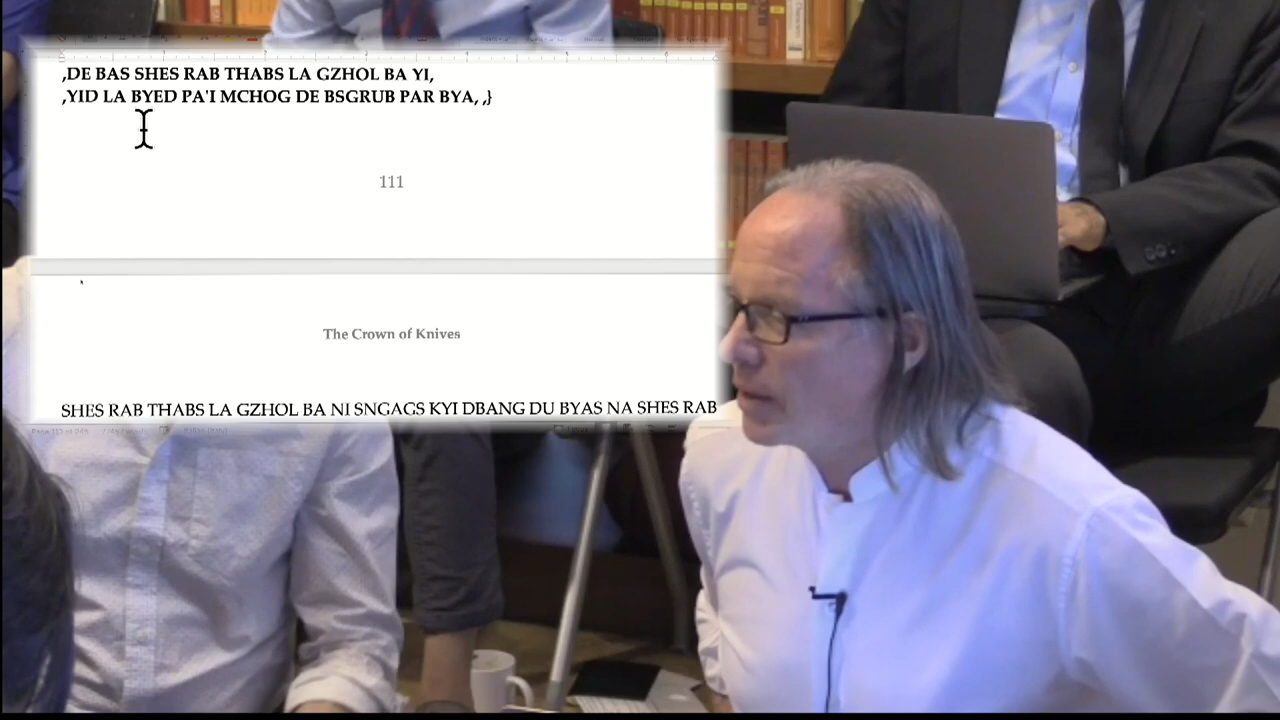 ,DE BAS SHES RAB THABS LA GZHOL BA YI,
,YID LA BYED PA'I MCHOG DE BSGRUB PAR BYA, ,}
111
The Crown of Knives
SHES RAB THABS LA GZHOL BA NI SNGAGS KYI DBANG DU BYAS NA SHES RAB